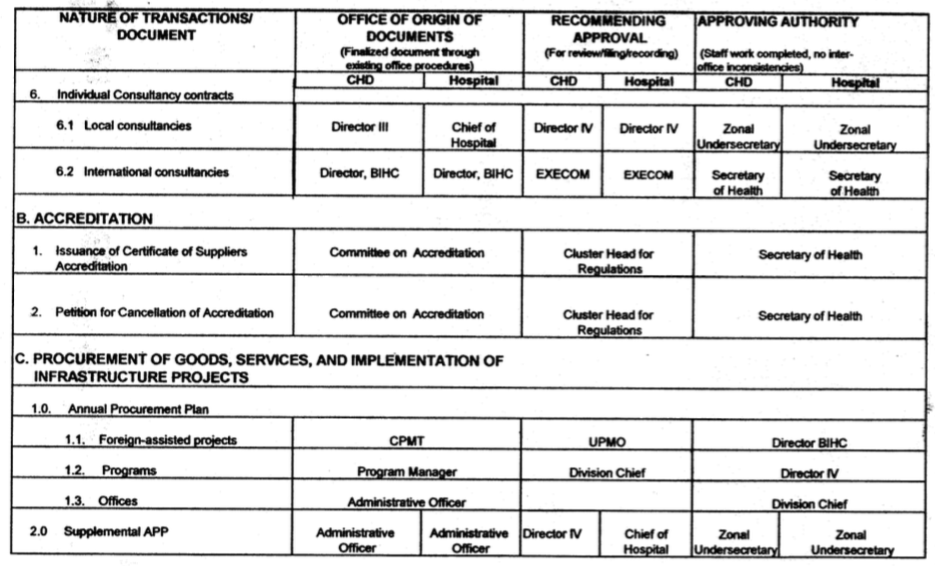 NATURE OF TRANSACTIONS/ DOCUMENT | OFFICE OF ORIGIN OF DOCUMENTS (Finalized document through existing office procedures) | RECOMMENDING APPROVAL (For review/filing/recording) | APPROVING AUTHORITY (Staff work completed, no inter-office inconsistencies)
CHD | Hospital | CHD | Hospital | CHD | Hospital
6. Individual Consultancy contracts
6.1 Local consultancies | Director III | Chief of Hospital | Director IV | Director IV | Zonal Undersecretary | Zonal Undersecretary
6.2 International consultancies | Director, BIHC | Director, BIHC | EXECOM | EXECOM | Secretary of Health | Secretary of Health
B. ACCREDITATION
1. Issuance of Certificate of Suppliers Accreditation | Committee on Accreditation | Cluster Head for Regulations | Secretary of Health
2. Petition for Cancellation of Accreditation | Committee on Accreditation | Cluster Head for Regulations | Secretary of Health
C. PROCUREMENT OF GOODS, SERVICES, AND IMPLEMENTATION OF
INFRASTRUCTURE PROJECTS
1.0. Annual Procurement Plan
1.1. Foreign-assisted projects | CPMT | UPMO | Director BIHC
1.2. Programs | Program Manager | Division Chief | Director IV
1.3. Offices | Administrative Officer | Division Chief
2.0 Supplemental APP | Administrative Officer | Administrative Officer | Director IV | Chief of Hospital | Zonal Undersecretary | Zonal Undersecretary